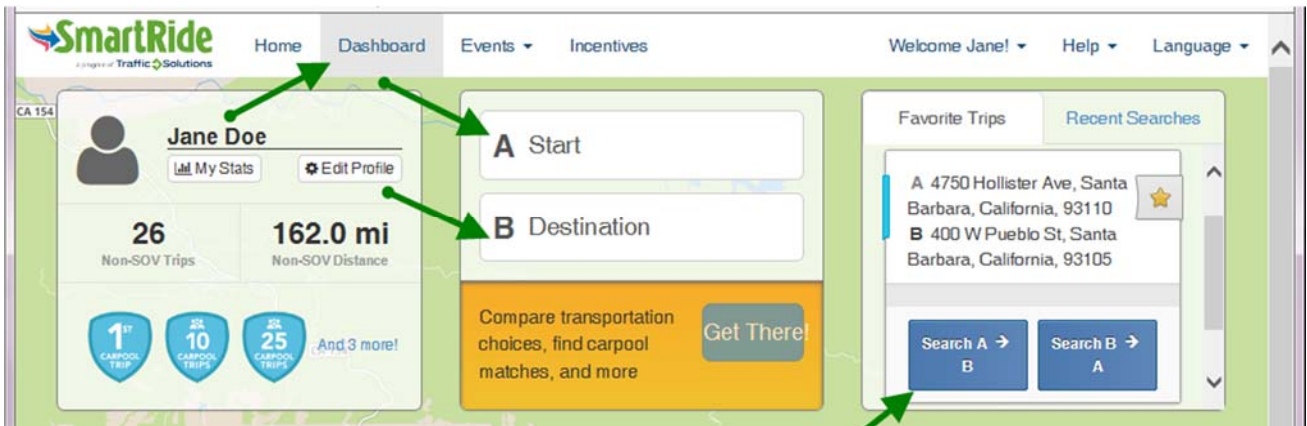 SmartRide
Traffic Solutions
Home Dashboard Events Incentives Welcome Jane! Help Language
CA 154
Jane Doe
My Stats Edit Profile
26 162.0 mi
Non-SOV Trips Non-SOV Distance
1ST CARPOOL TRIP
10 CARPOOL TRIPS
25 CARPOOL TRIPS
And 3 more!
A Start
B Destination
Compare transportation
choices, find carpool
matches, and more
Get There!
Favorite Trips Recent Searches
A 4750 Hollister Ave, Santa
Barbara, California, 93110
B 400 W Pueblo St, Santa
Barbara, California, 93105
Search A → B
Search B → A